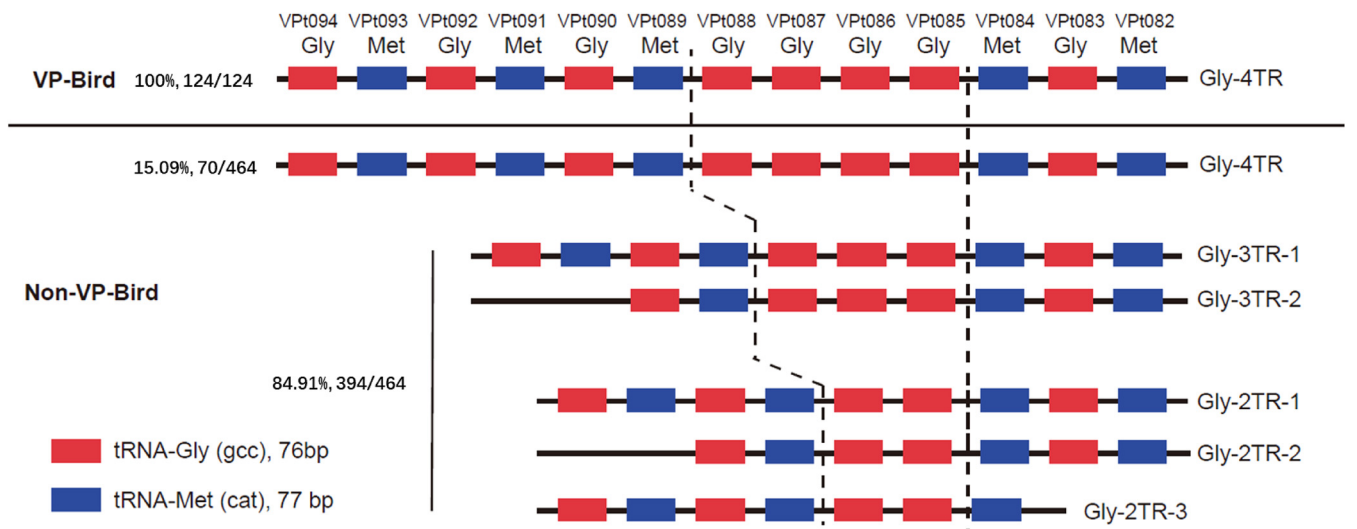 VPt094 VPt093 VPt092 VPt091 VPt090 VPt089 VPt088 VPt087 VPt086 VPt085 VPt084 VPt083 VPt082
Gly Met Gly Met Gly Met Gly Gly Gly Gly Met Gly Met
VP-Bird 100%, 124/124 Gly-4TR
15.09%, 70/464 Gly-4TR
Gly-3TR-1
Non-VP-Bird Gly-3TR-2
84.91%, 394/464
Gly-2TR-1
tRNA-Gly (gcc), 76bp Gly-2TR-2
tRNA-Met (cat), 77 bp
Gly-2TR-3